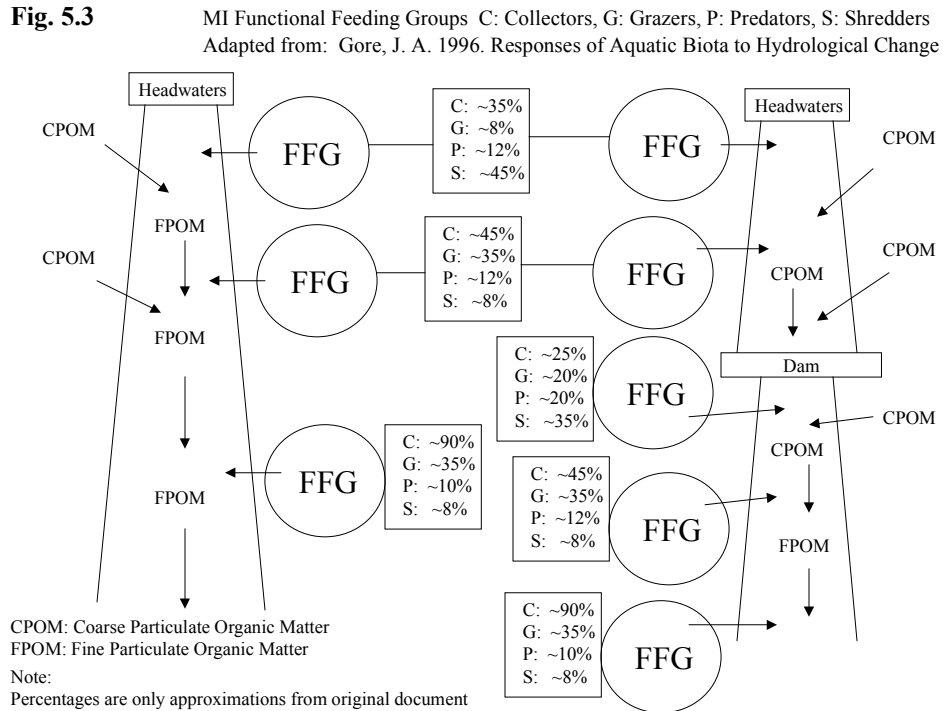 Fig. 5.3
MI Functional Feeding Groups C: Collectors, G: Grazers, P: Predators, S: Shredders
Adapted from: Gore, J. A. 1996. Responses of Aquatic Biota to Hydrological Change
Headwaters
CPOM
FFG
C: ~35%
G: ~8%
P: ~12%
S: ~45%
FFG
Headwaters
CPOM
FPOM
CPOM
FFG
C: ~45%
G: ~35%
P: ~12%
S: ~8%
FFG
CPOM
CPOM
FPOM
Dam
C: ~25%
G: ~20%
P: ~20%
S: ~35%
FFG
CPOM
CPOM
FPOM
FFG
C: ~90%
G: ~35%
P: ~10%
S: ~8%
C: ~45%
G: ~35%
P: ~12%
S: ~8%
FFG
FPOM
C: ~90%
G: ~35%
P: ~10%
S: ~8%
FFG
CPOM: Coarse Particulate Organic Matter
FPOM: Fine Particulate Organic Matter
Note:
Percentages are only approximations from original document